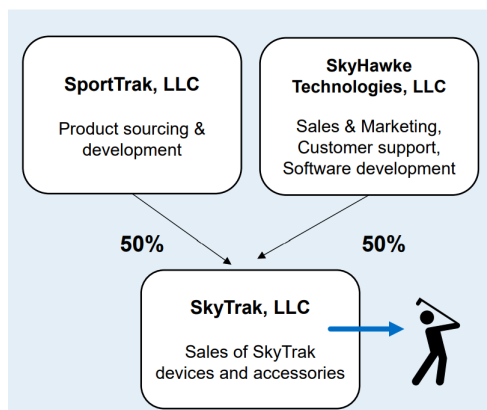 SportTrak, LLC
Product sourcing &
development
SkyHawke
Technologies, LLC
Sales & Marketing,
Customer support,
Software development
50%
50%
SkyTrak, LLC
Sales of SkyTrak
devices and accessories